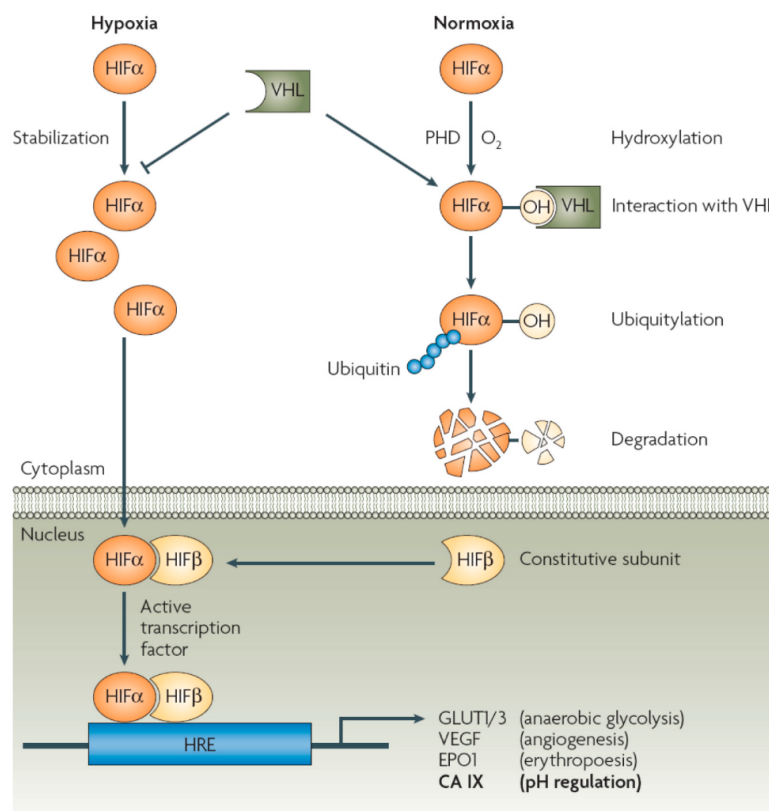 Hypoxia
Normoxia
HIFα
HIFα
VHL
Stabilization
PHD
O₂
Hydroxylation
HIFα
HIFα
OH
VHL
Interaction with VH
HIFα
HIFα
HIFα
OH
Ubiquitylation
Ubiquitin
Degradation
Cytoplasm
Nucleus
HIFα
HIFβ
HIFβ
Constitutive subunit
Active
transcription
factor
HIFα
HIFβ
HRE
GLUT1/3 (anaerobic glycolysis)
VEGF (angiogenesis)
EPO1 (erythropoesis)
CA IX (pH regulation)